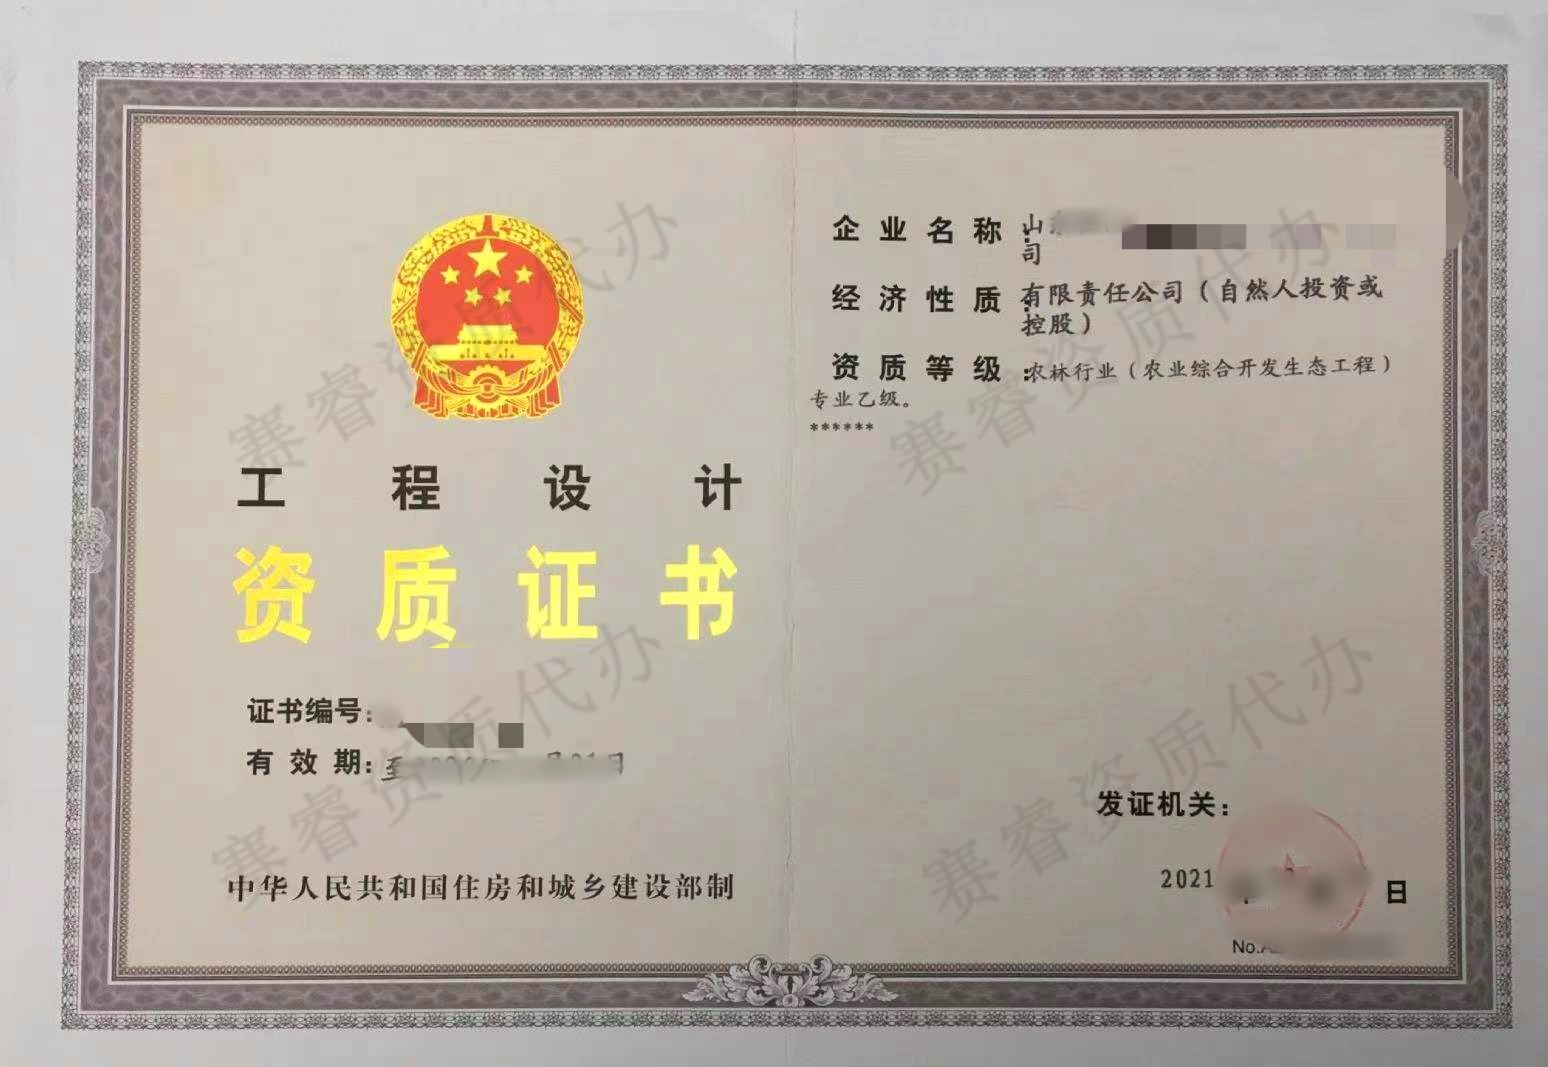 工程设计
资质证书
证书编号:
有效期:至
中华人民共和国住房和城乡建设部制
企业名称:山
司
经济性质:有限责任公司(自然人投资或
控股)
资质等级:农林行业(农业综合开发生态工程)
专业乙级。
******
发证机关:
2021
日
No.A
赛睿资质代办
赛睿资质代办
赛睿资质代办
赛睿资质代办